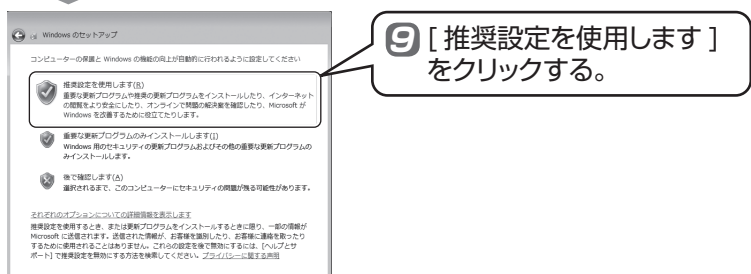 Windows のセットアップ
コンピューターの保護と Windows の機能の向上が自動的に行われるように設定してください
推奨設定を使用します(R)
重要な更新プログラムや推奨の更新プログラムをインストールしたり、インターネット
の閲覧をより安全にしたり、オンラインで問題の解決策を確認したり、Microsoft が
Windows を改善するために役立てたりします。
重要な更新プログラムのみインストールします(I)
Windows 用のセキュリティの更新プログラムおよびその他の重要な更新プログラムの
みインストールします。
後で確認します(A)
選択されるまで、このコンピューターにセキュリティの問題が残る可能性があります。
それぞれのオプションについての詳細情報を表示します
推奨設定を使用するとき、または更新プログラムをインストールするときに限り、一部の情報が
Microsoft に送信されます。送信された情報が、お客様を識別したり、お客様に連絡を取ったり
するために使用されることはありません。これらの設定を後で無効にするには、[ヘルプとサ
ポート] で推奨設定を無効にする方法を検索してください。プライバシーに関する声明
9 [ 推奨設定を使用します ]
をクリックする。